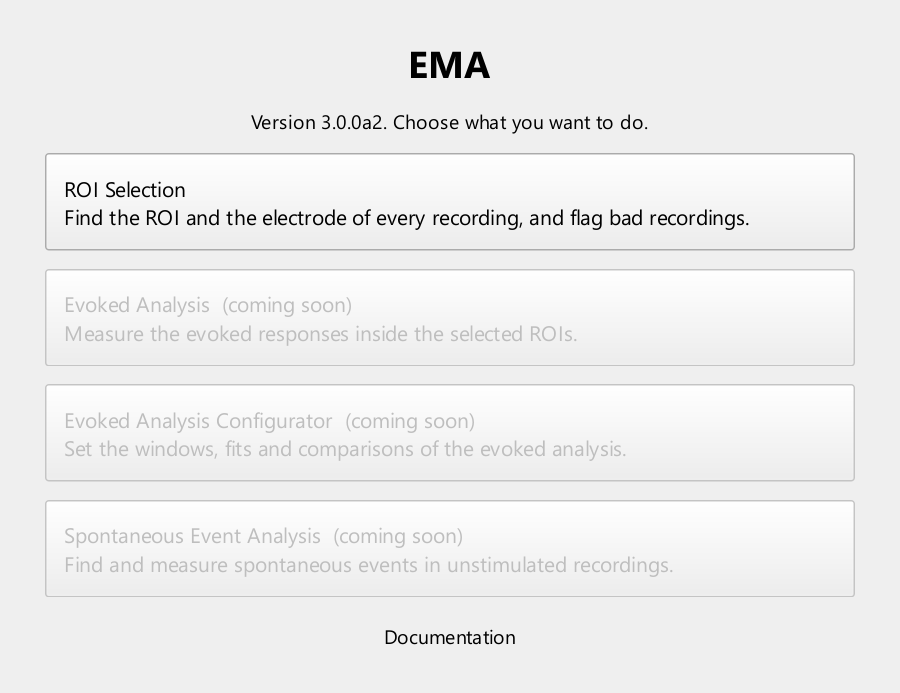 EMA
Version 3.0.0a2. Choose what you want to do.
ROI Selection
Find the ROI and the electrode of every recording, and flag bad recordings.
Evoked Analysis  (coming soon)
Measure the evoked responses inside the selected ROIs.
Evoked Analysis Configurator  (coming soon)
Set the windows, fits and comparisons of the evoked analysis.
Spontaneous Event Analysis  (coming soon)
Find and measure spontaneous events in unstimulated recordings.
Documentation